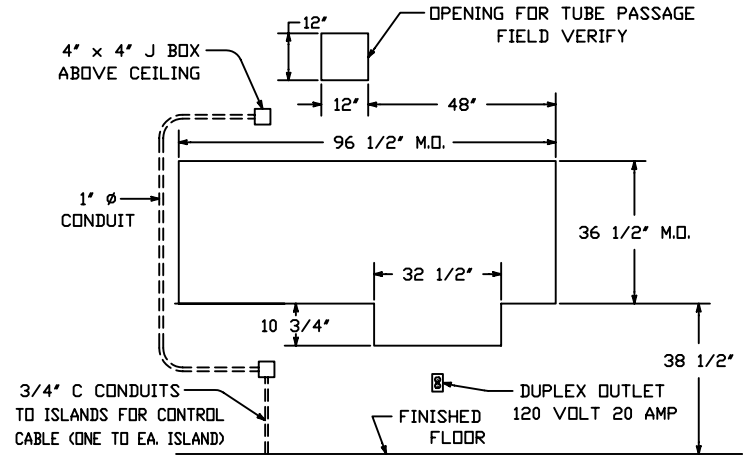 OPENING FOR TUBE PASSAGE
FIELD VERIFY
12"
4" x 4" J BOX
ABOVE CEILING
12"
48"
96 1/2" M.O.
1" Ø
CONDUIT
36 1/2" M.O.
32 1/2"
10 3/4"
38 1/2"
3/4" C CONDUITS
TO ISLANDS FOR CONTROL
CABLE (ONE TO EA. ISLAND)
FINISHED
FLOOR
DUPLEX OUTLET
120 VOLT 20 AMP